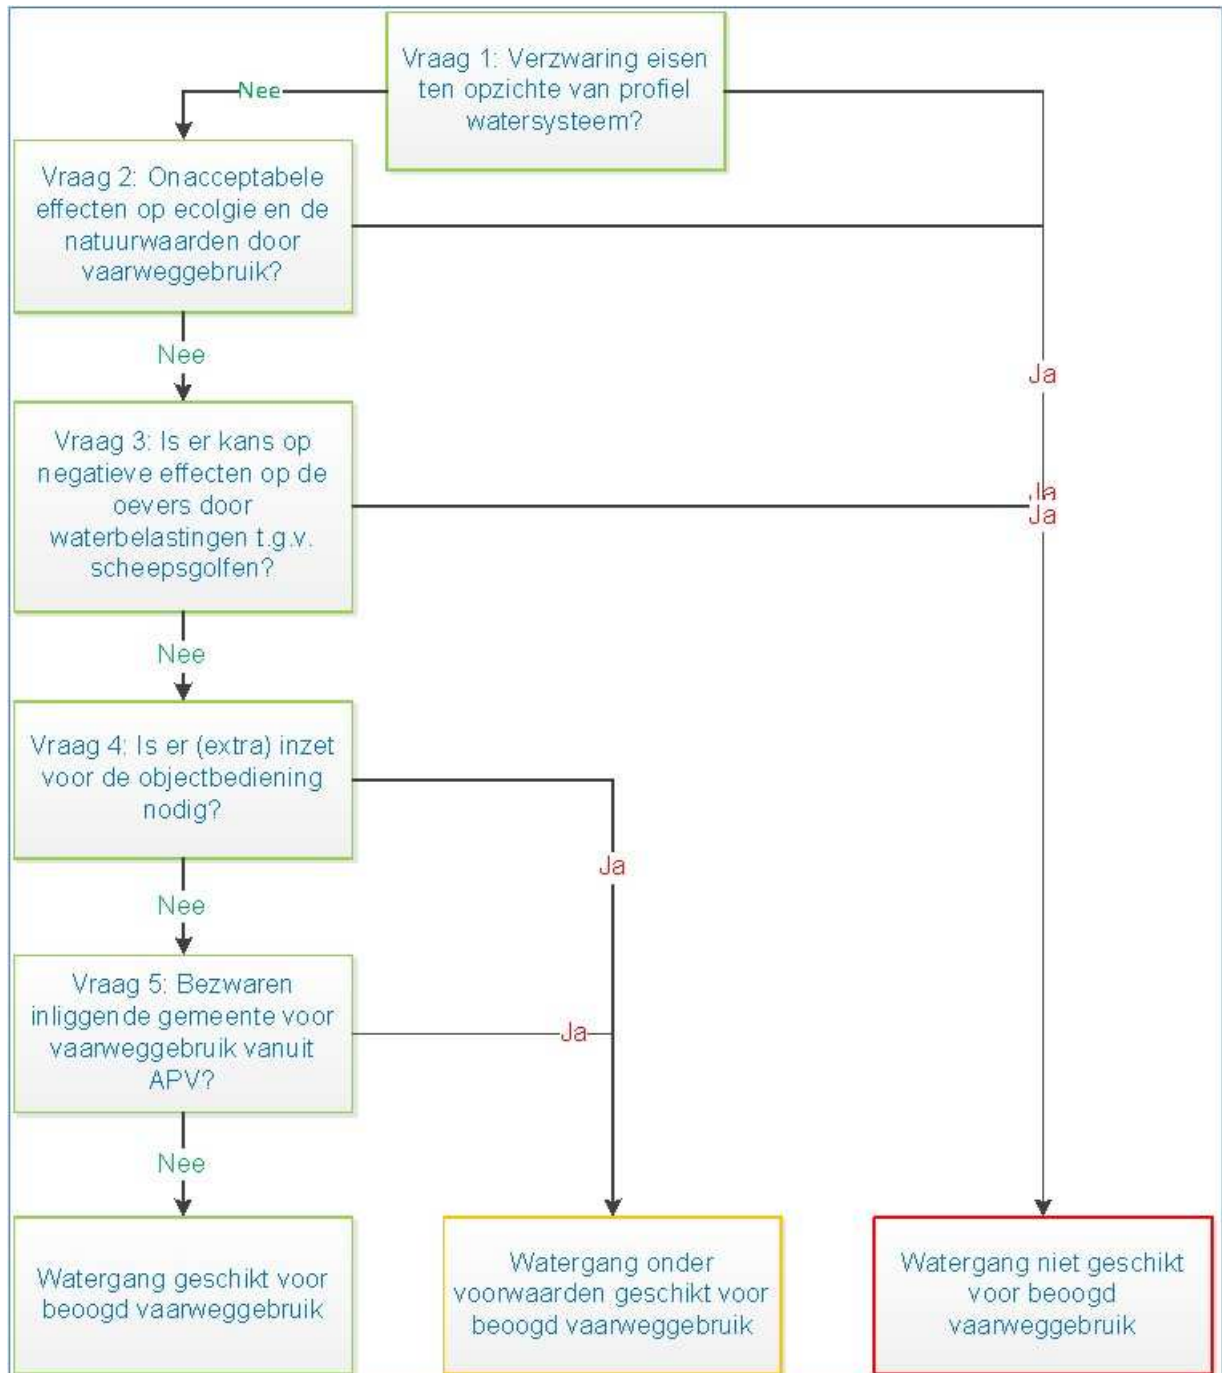 Vraag 1: Verzwaring eisen
ten opzichte van profiel
watersysteem?
Nee
Vraag 2: Onacceptabele
effecten op ecolgie en de
natuurwaarden door
vaarweggebruik?
Nee
Ja
Vraag 3: Is er kans op
negatieve effecten op de
oevers door
waterbelastingen t.g.v.
scheepsgolfen?
Ja
Ja
Nee
Vraag 4: Is er (extra) inzet
voor de objectbediening
nodig?
Ja
Nee
Vraag 5: Bezwaren
inliggende gemeente voor
vaarweggebruik vanuit
APV?
Ja
Nee
Watergang geschikt voor
beoogd vaarweggebruik
Watergang onder
voorwaarden geschikt voor
beoogd vaarweggebruik
Watergang niet geschikt
voor beoogd
vaarweggebruik